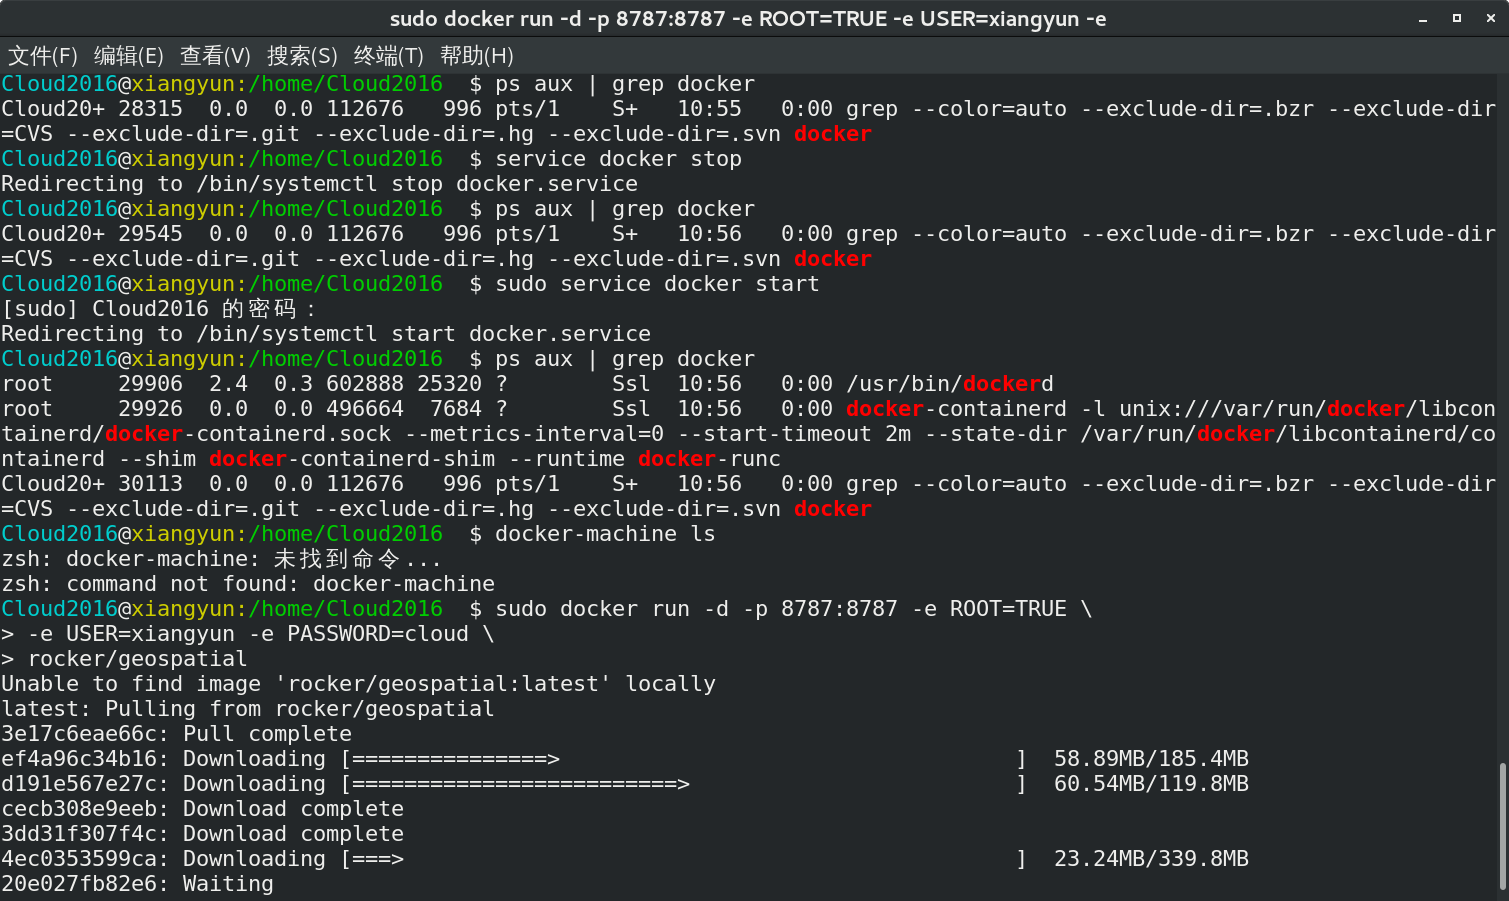 sudo docker run -d -p 8787:8787 -e ROOT=TRUE -e USER=xiangyun -e
文件(F) 编辑(E) 查看(V) 搜索(S) 终端(T) 帮助(H)
Cloud2016@xiangyun:/home/Cloud2016  $ ps aux | grep docker
Cloud20+ 28315  0.0  0.0 112676   996 pts/1    S+   10:55   0:00 grep --color=auto --exclude-dir=.bzr --exclude-dir
=CVS --exclude-dir=.git --exclude-dir=.hg --exclude-dir=.svn docker
Cloud2016@xiangyun:/home/Cloud2016  $ service docker stop
Redirecting to /bin/systemctl stop docker.service
Cloud2016@xiangyun:/home/Cloud2016  $ ps aux | grep docker
Cloud20+ 29545  0.0  0.0 112676   996 pts/1    S+   10:56   0:00 grep --color=auto --exclude-dir=.bzr --exclude-dir
=CVS --exclude-dir=.git --exclude-dir=.hg --exclude-dir=.svn docker
Cloud2016@xiangyun:/home/Cloud2016  $ sudo service docker start
[sudo] Cloud2016 的密码：
Redirecting to /bin/systemctl start docker.service
Cloud2016@xiangyun:/home/Cloud2016  $ ps aux | grep docker
root     29906  2.4  0.3 602888 25320 ?        Ssl  10:56   0:00 /usr/bin/dockerd
root     29926  0.0  0.0 496664  7684 ?        Ssl  10:56   0:00 docker-containerd -l unix:///var/run/docker/libcon
tainerd/docker-containerd.sock --metrics-interval=0 --start-timeout 2m --state-dir /var/run/docker/libcontainerd/co
ntainerd --shim docker-containerd-shim --runtime docker-runc
Cloud20+ 30113  0.0  0.0 112676   996 pts/1    S+   10:56   0:00 grep --color=auto --exclude-dir=.bzr --exclude-dir
=CVS --exclude-dir=.git --exclude-dir=.hg --exclude-dir=.svn docker
Cloud2016@xiangyun:/home/Cloud2016  $ docker-machine ls
zsh: docker-machine: 未找到命令...
zsh: command not found: docker-machine
Cloud2016@xiangyun:/home/Cloud2016  $ sudo docker run -d -p 8787:8787 -e ROOT=TRUE \
> -e USER=xiangyun -e PASSWORD=cloud \
> rocker/geospatial
Unable to find image 'rocker/geospatial:latest' locally
latest: Pulling from rocker/geospatial
3e17c6eae66c: Pull complete
ef4a96c34b16: Downloading [===============>                                   ]  58.89MB/185.4MB
d191e567e27c: Downloading [=========================>                         ]  60.54MB/119.8MB
cecb308e9eeb: Download complete
3dd31f307f4c: Download complete
4ec0353599ca: Downloading [===>                                               ]  23.24MB/339.8MB
20e027fb82e6: Waiting